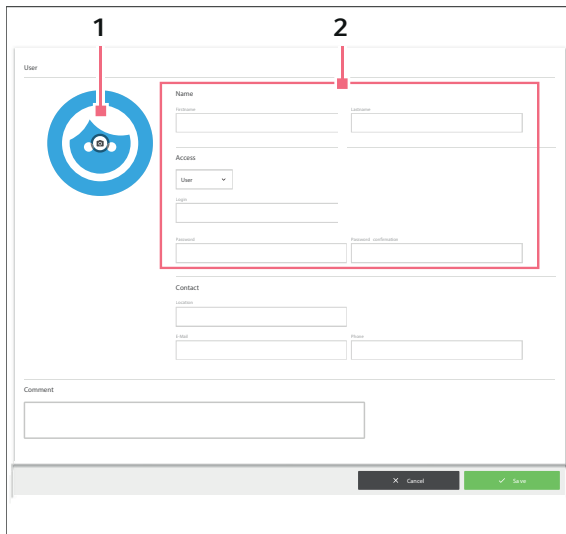 1 2
User
Name
Firstname Lastname
Access
User
Login
Password Password confirmation
Contact
Location
E-Mail Phone
Comment
Cancel Save